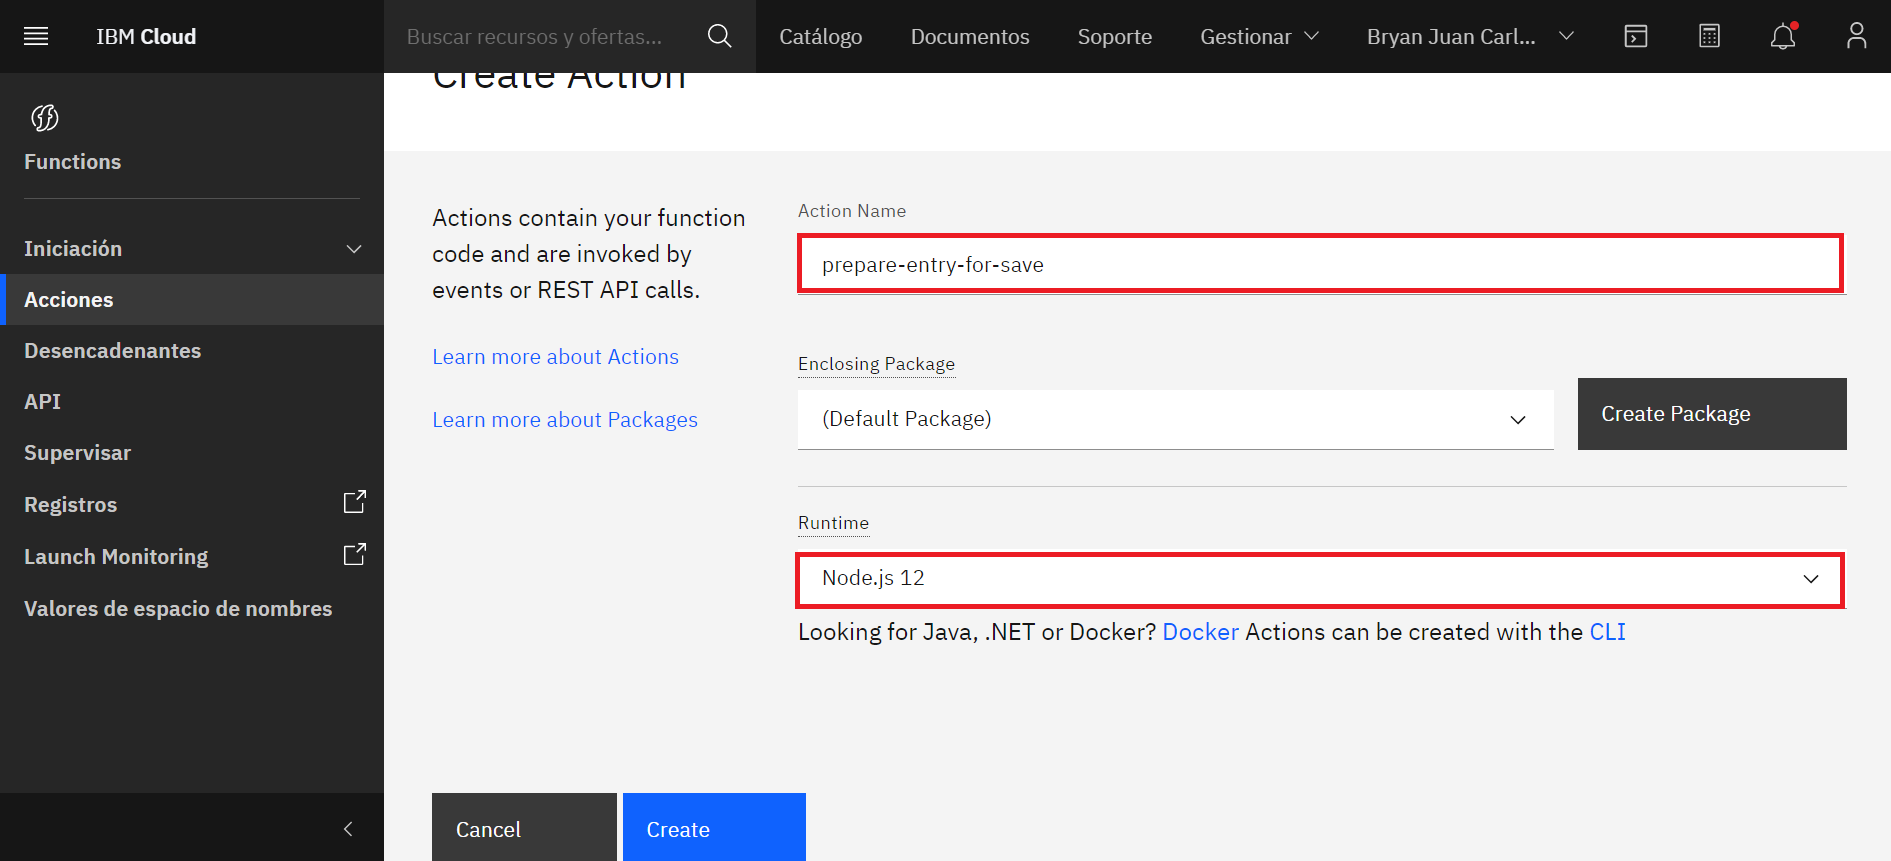 IBM Cloud
Buscar recursos y ofertas...
Catálogo
Documentos
Soporte
Gestionar
Bryan Juan Carl...
Functions
Iniciación
Acciones
Desencadenantes
API
Supervisar
Registros
Launch Monitoring
Valores de espacio de nombres
Create Action
Actions contain your function
code and are invoked by
events or REST API calls.
Learn more about Actions
Learn more about Packages
Action Name
prepare-entry-for-save
Enclosing Package
(Default Package)
Create Package
Runtime
Node.js 12
Looking for Java, .NET or Docker? Docker Actions can be created with the CLI
Cancel
Create